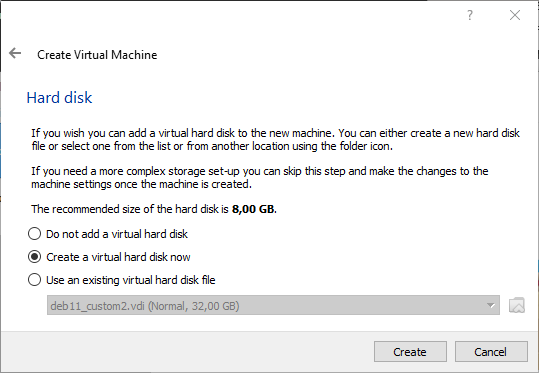 ?
Create Virtual Machine
Hard disk
If you wish you can add a virtual hard disk to the new machine. You can either create a new hard disk
file or select one from the list or from another location using the folder icon.
If you need a more complex storage set-up you can skip this step and make the changes to the
machine settings once the machine is created.
The recommended size of the hard disk is 8,00 GB.
Do not add a virtual hard disk
Create a virtual hard disk now
Use an existing virtual hard disk file
deb11_custom2.vdi (Normal, 32,00 GB)
Create
Cancel